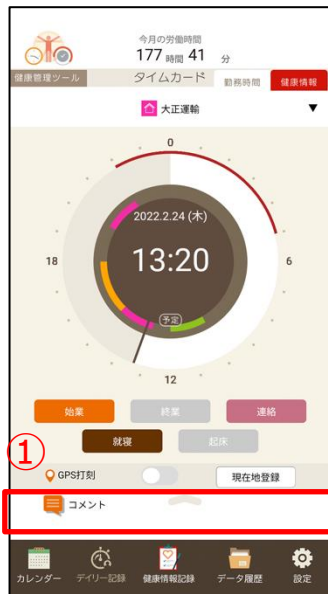 今月の労働時間
177 時間 41 分
健康管理ツール
タイムカード
勤務時間
健康情報
大正運輸
▼
0
2022.2.24 (木)
18
13:20
6
予定
12
始業
終業
連絡
就寝
起床
①
GPS打刻
現在地登録
コメント
カレンダー
デイリー記録
健康情報記録
データ履歴
設定